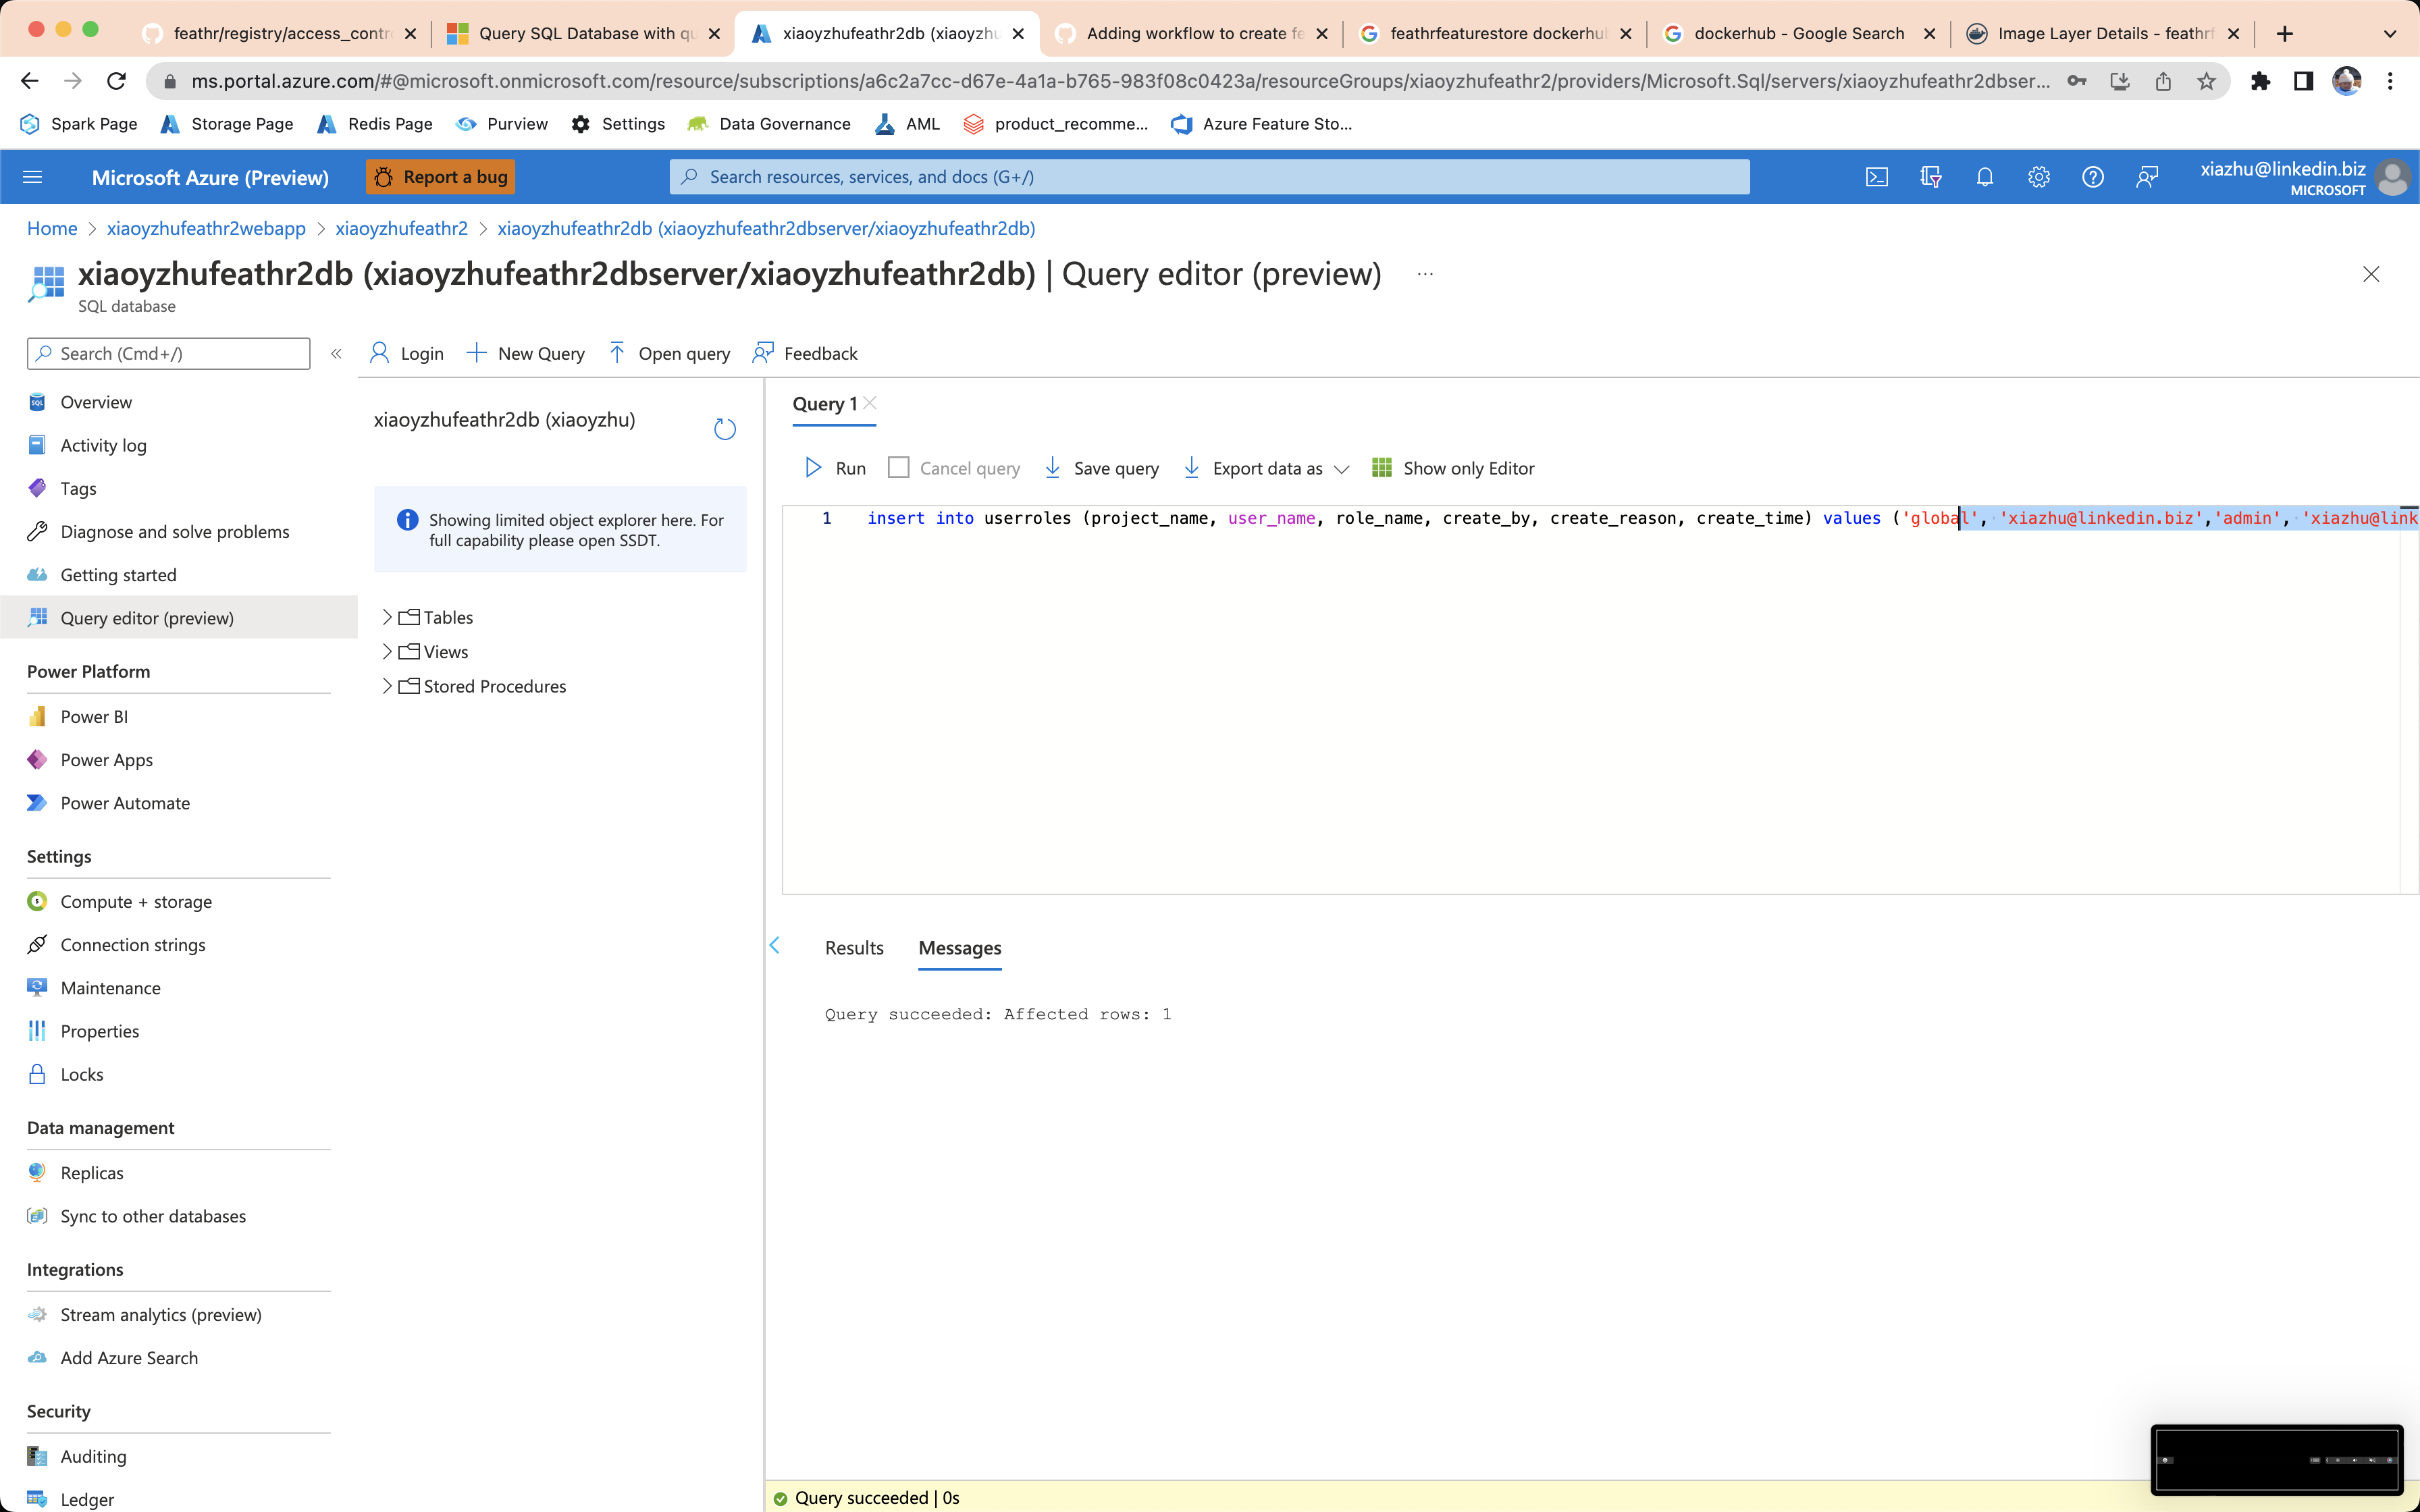 feathr/registry/access_contr
Query SQL Database with qu
xiaoyzhufeathr2db (xiaoyzhu
Adding workflow to create fe
feathrfeaturestore dockerhub
dockerhub - Google Search
Image Layer Details - feathrf
ms.portal.azure.com/#@microsoft.onmicrosoft.com/resource/subscriptions/a6c2a7cc-d67e-4a1a-b765-983f08c0423a/resourceGroups/xiaoyzhufeathr2/providers/Microsoft.Sql/servers/xiaoyzhufeathr2dbser...
Spark Page
Storage Page
Redis Page
Purview
Settings
Data Governance
AML
product_recomme...
Azure Feature Sto...
Microsoft Azure (Preview)
Report a bug
Search resources, services, and docs (G+/)
xiazhu@linkedin.biz
MICROSOFT
Home > xiaoyzhufeathr2webapp > xiaoyzhufeathr2 > xiaoyzhufeathr2db (xiaoyzhufeathr2dbserver/xiaoyzhufeathr2db)
xiaoyzhufeathr2db (xiaoyzhufeathr2dbserver/xiaoyzhufeathr2db) | Query editor (preview) ...
SQL database
Search (Cmd+/)
«
Login
New Query
Open query
Feedback
Overview
Activity log
Tags
Diagnose and solve problems
Getting started
Query editor (preview)
Power Platform
Power BI
Power Apps
Power Automate
Settings
Compute + storage
Connection strings
Maintenance
Properties
Locks
Data management
Replicas
Sync to other databases
Integrations
Stream analytics (preview)
Add Azure Search
Security
Auditing
Ledger
xiaoyzhufeathr2db (xiaoyzhu)
Showing limited object explorer here. For
full capability please open SSDT.
Tables
Views
Stored Procedures
Query 1
Run
Cancel query
Save query
Export data as
Show only Editor
1 insert into userroles (project_name, user_name, role_name, create_by, create_reason, create_time) values ('global', 'xiazhu@linkedin.biz','admin', 'xiazhu@link
Results
Messages
Query succeeded: Affected rows: 1
Query succeeded | 0s